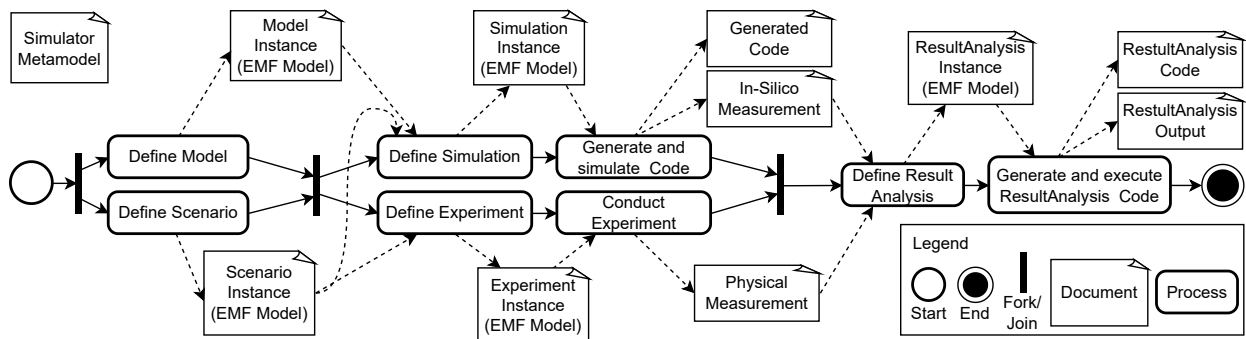 Simulator
Metamodel
Model
Instance
(EMF Model)
Simulation
Instance
(EMF Model)
Generated
Code
In-Silico
Measurement
ResultAnalysis
Instance
(EMF Model)
RestultAnalysis
Code
RestultAnalysis
Output
Define Model
Define Scenario
Define Simulation
Define Experiment
Generate and
simulate Code
Conduct
Experiment
Define Result
Analysis
Generate and execute
ResultAnalysis Code
Scenario
Instance
(EMF Model)
Experiment
Instance
(EMF Model)
Physical
Measurement
Legend
Start
End
Fork/
Join
Document
Process